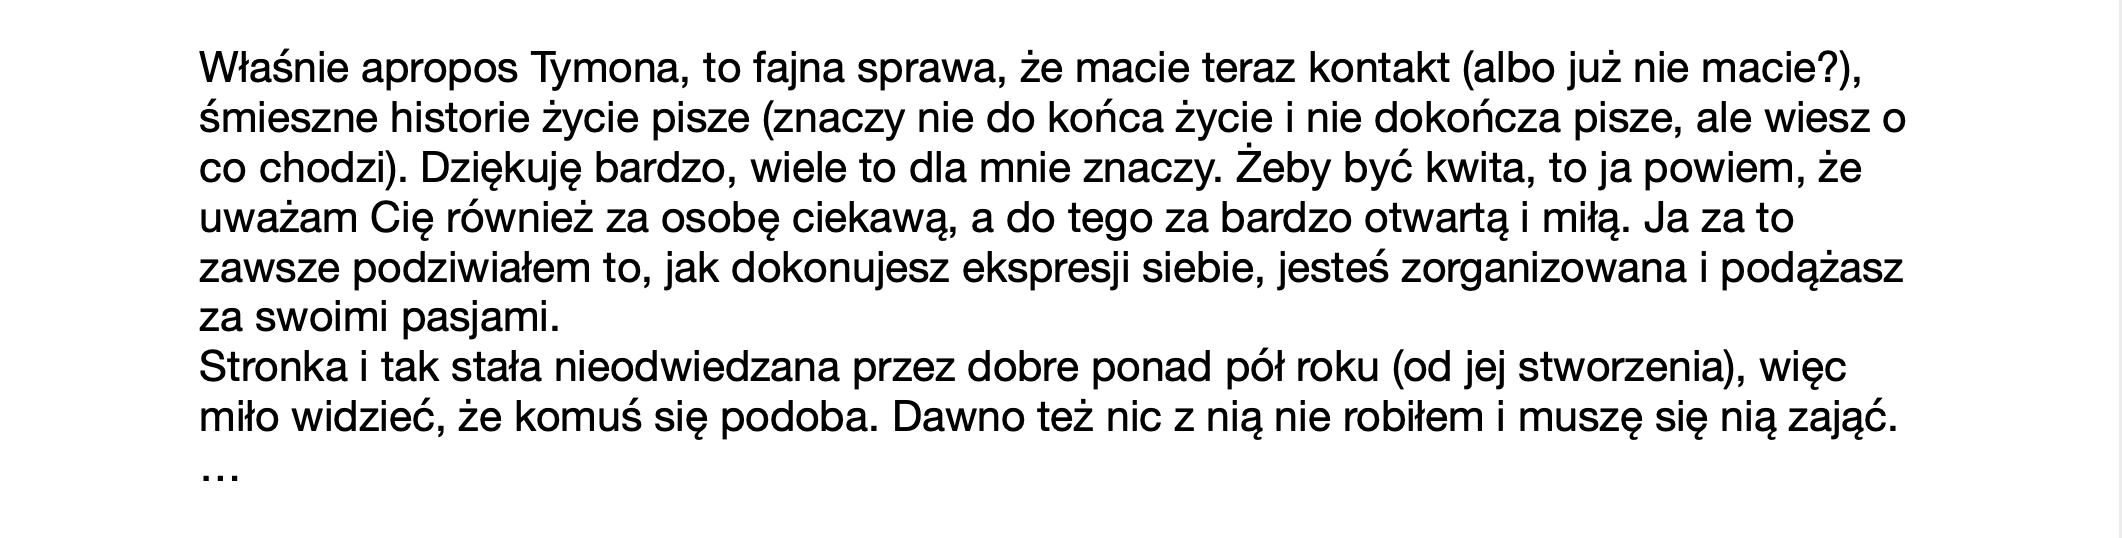 Właśnie apropos Tymona, to fajna sprawa, że macie teraz kontakt (albo już nie macie?),
śmieszne historie życie pisze (znaczy nie do końca życie i nie dokończa pisze, ale wiesz o
co chodzi). Dziękuję bardzo, wiele to dla mnie znaczy. Żeby być kwita, to ja powiem, że
uważam Cię również za osobę ciekawą, a do tego za bardzo otwartą i miłą. Ja za to
zawsze podziwiałem to, jak dokonujesz ekspresji siebie, jesteś zorganizowana i podążasz
za swoimi pasjami.
Stronka i tak stała nieodwiedzana przez dobre ponad pół roku (od jej stworzenia), więc
miło widzieć, że komuś się podoba. Dawno też nic z nią nie robiłem i muszę się nią zająć.
…